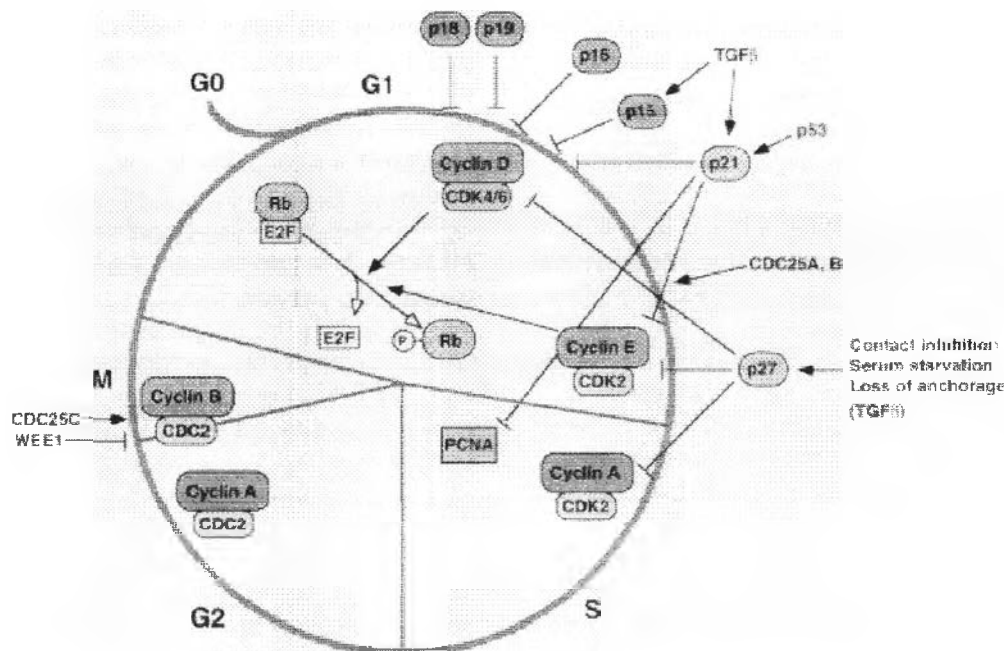 p18 p19
p16
TGFβ
G0
G1
p15
p53
p21
Cyclin D
CDK4/6
Rb
E2F
CDC25A, B
E2F
P
Rb
Cyclin E
CDK2
p27
Contact inhibition
Serum starvation
Loss of anchorage
(TGFβ)
M
Cyclin B
CDC2
CDC25C
WEE1
PCNA
Cyclin A
CDK2
Cyclin A
CDC2
G2
S